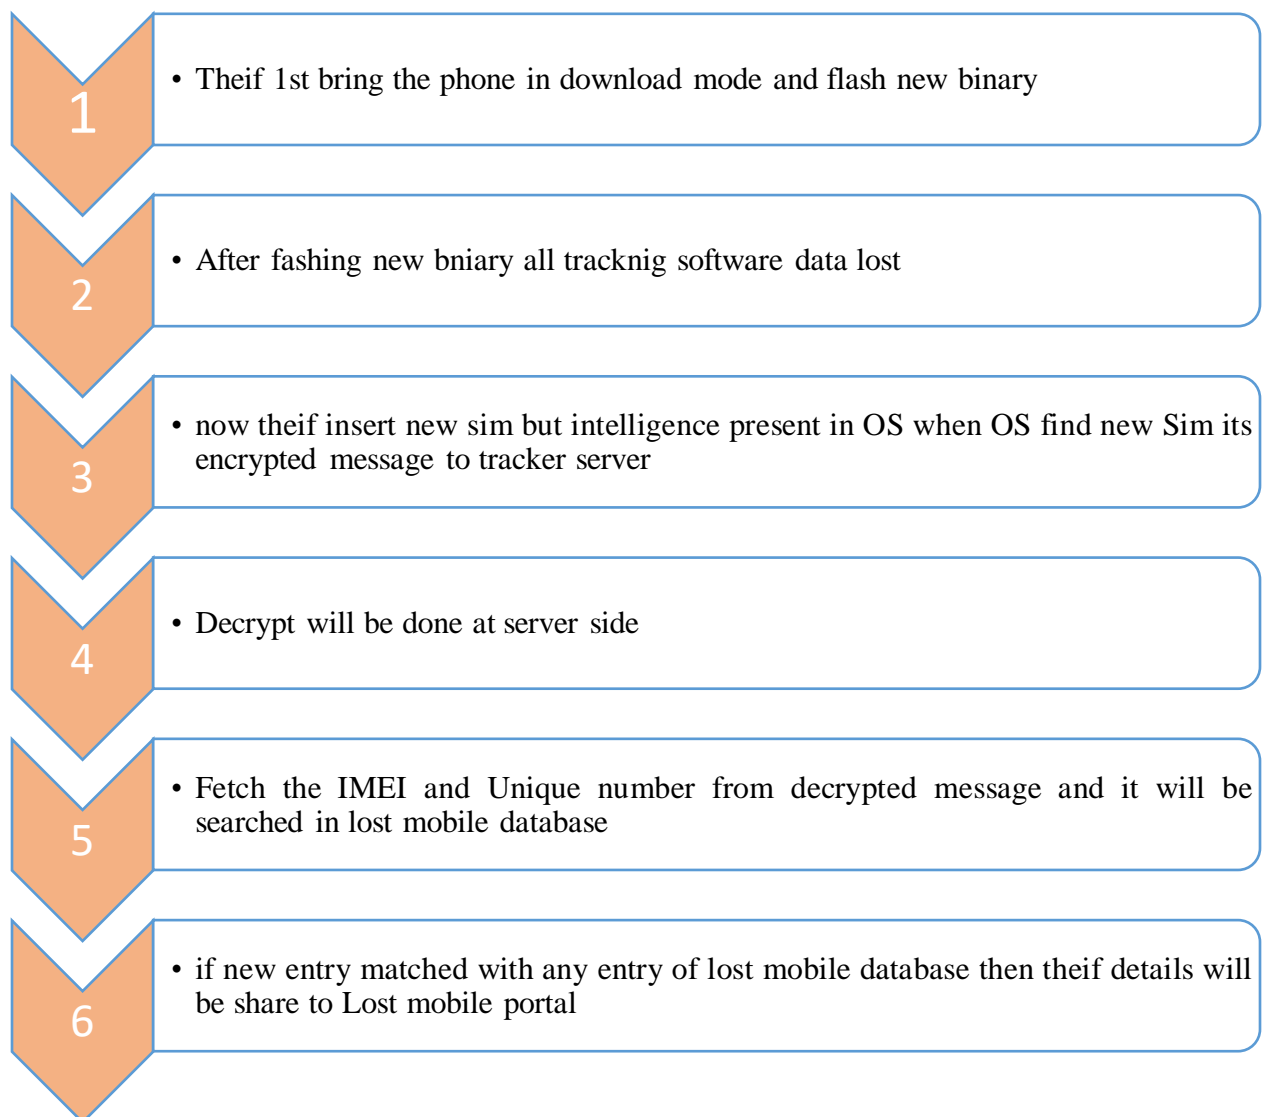 1
• Theif 1st bring the phone in download mode and flash new binary
2
• After fashing new bniary all tracknig software data lost
3
• now theif insert new sim but intelligence present in OS when OS find new Sim its
encrypted message to tracker server
4
• Decrypt will be done at server side
5
• Fetch the IMEI and Unique number from decrypted message and it will be
searched in lost mobile database
6
• if new entry matched with any entry of lost mobile database then theif details will
be share to Lost mobile portal